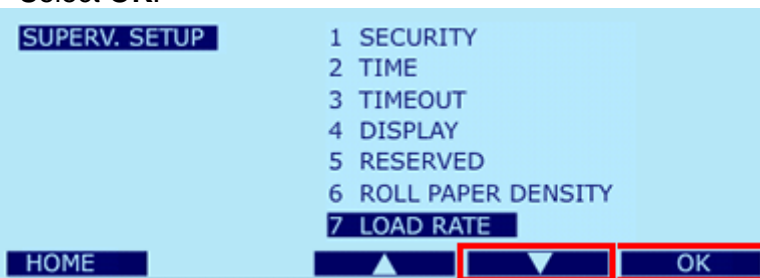 Select OK.
SUPERV. SETUP
1 SECURITY
2 TIME
3 TIMEOUT
4 DISPLAY
5 RESERVED
6 ROLL PAPER DENSITY
7 LOAD RATE
HOME ▲ ▼ OK